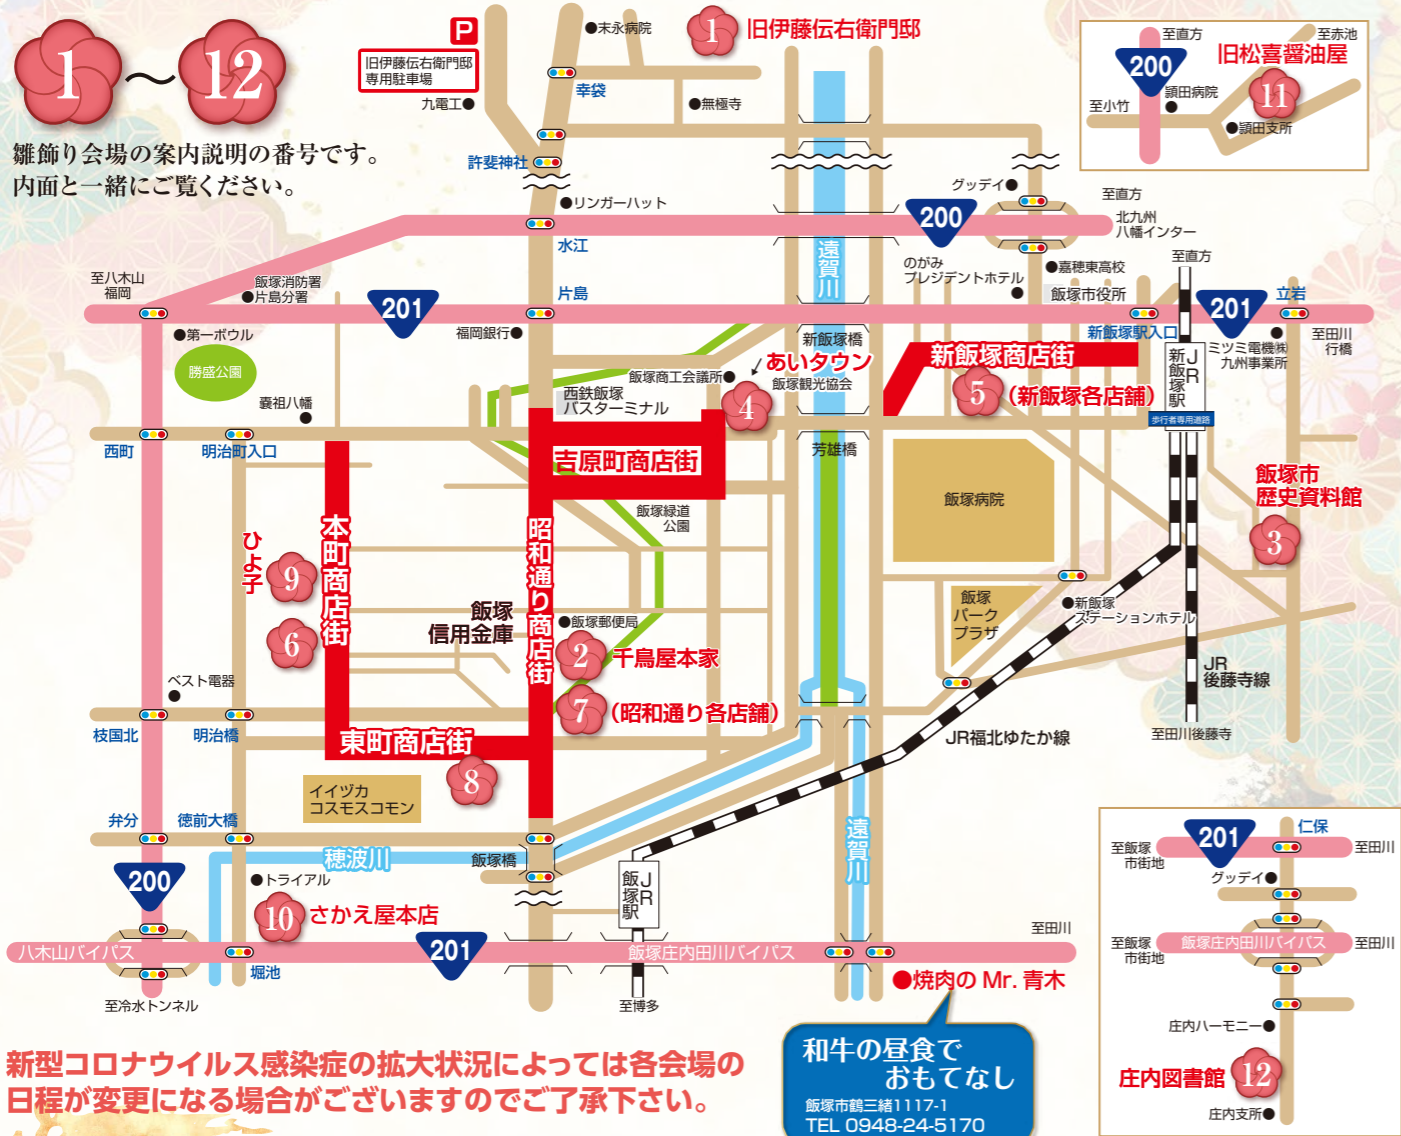 1 〜 12
雛飾り会場の案内説明の番号です。
内面と一緒にご覧ください。
P
旧伊藤伝右衛門邸
専用駐車場
九電工●
●末永病院
1 旧伊藤伝右衛門邸
幸袋
●無極寺
許斐神社
●リンガーハット
水江
200
遠賀川
グッデイ●
至直方
北九州
八幡インター
のがみ
プレジデントホテル
●嘉穂東高校
飯塚市役所
至直方
至直方
至赤池
200
旧松喜醤油屋
11
頴田病院
至小竹
●頴田支所
至八木山
福岡
飯塚消防署
●片島分署
201
片島
福岡銀行●
新飯塚橋
新飯塚駅入口
201
立岩
至田川
行橋
ミツミ電機㈱
九州事業所
●第一ボウル
勝盛公園
嚢祖八幡
飯塚商工会議所●
あいタウン
飯塚観光協会
4
西鉄飯塚
バスターミナル
新飯塚商店街
5 (新飯塚各店舗)
JR
新飯塚駅
歩行者専用道路
西町
明治町入口
吉原町商店街
芳雄橋
飯塚病院
飯塚市
歴史資料館
3
飯塚緑道
公園
ひよ子
9
本町商店街
昭和通り商店街
6
飯塚
信用金庫
●飯塚郵便局
2 千鳥屋本家
7 (昭和通り各店舗)
飯塚
パーク
プラザ
●新飯塚
ステーションホテル
JR
後藤寺線
至田川後藤寺
JR福北ゆたか線
ベスト電器
枝国北
明治橋
東町商店街
8
イイヅカ
コスモスコモン
弁分
徳前大橋
200
穂波川
飯塚橋
●トライアル
10 さかえ屋本店
JR
飯塚駅
遠賀川
八木山バイパス
堀池
201
飯塚庄内田川バイパス
至田川
至冷水トンネル
至博多
●焼肉の Mr. 青木
和牛の昼食で
おもてなし
飯塚市鶴三緒1117-1
TEL 0948-24-5170
201
仁保
至飯塚
市街地
至田川
グッデイ●
至飯塚
市街地
飯塚庄内田川バイパス
至田川
庄内ハーモニー●
庄内図書館 12
庄内支所●
新型コロナウイルス感染症の拡大状況によっては各会場の
日程が変更になる場合がございますのでご了承下さい。